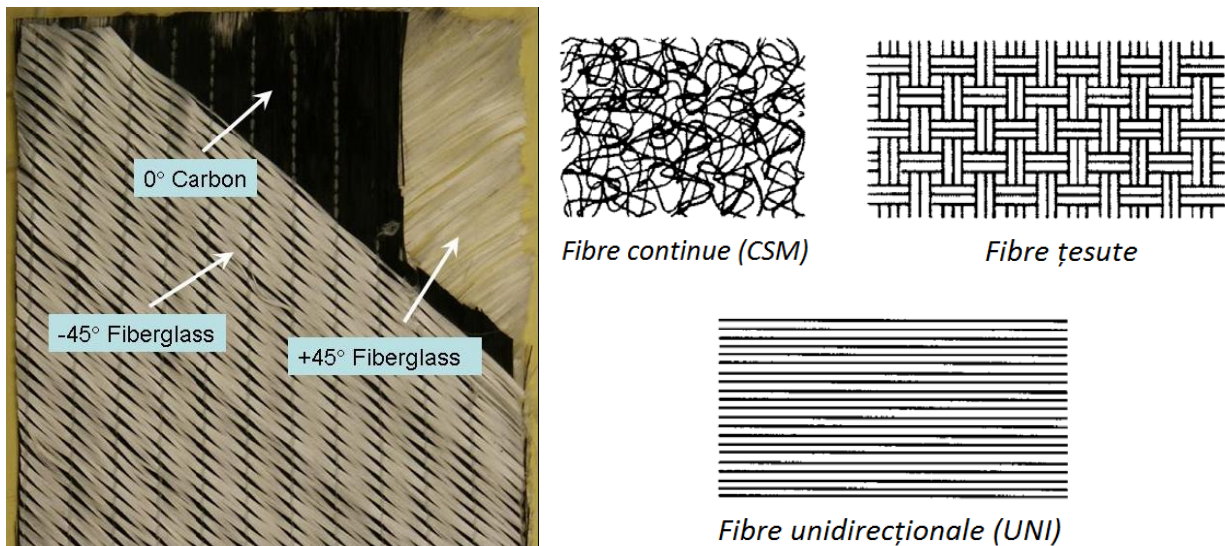 0° Carbon
-45° Fiberglass
+45° Fiberglass
Fibre continue (CSM)
Fibre țesute
Fibre unidirecționale (UNI)